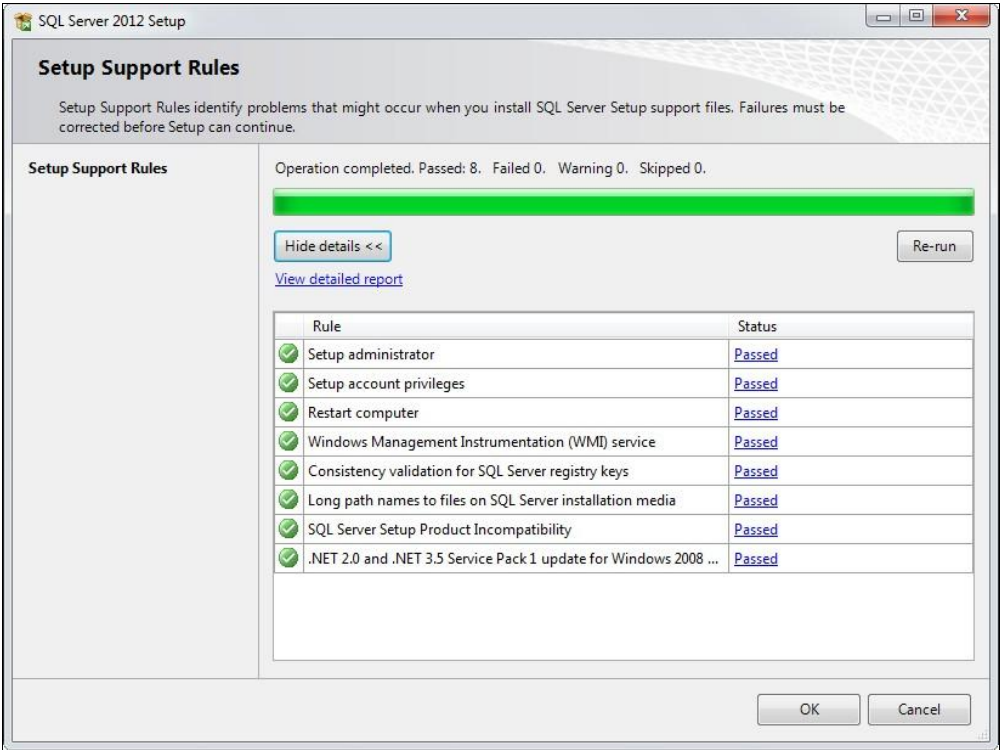 SQL Server 2012 Setup
Setup Support Rules
Setup Support Rules identify problems that might occur when you install SQL Server Setup support files. Failures must be
corrected before Setup can continue.
Setup Support Rules
Operation completed. Passed: 8. Failed 0. Warning 0. Skipped 0.
Hide details <<
Re-run
View detailed report
Rule Status
Setup administrator Passed
Setup account privileges Passed
Restart computer Passed
Windows Management Instrumentation (WMI) service Passed
Consistency validation for SQL Server registry keys Passed
Long path names to files on SQL Server installation media Passed
SQL Server Setup Product Incompatibility Passed
.NET 2.0 and .NET 3.5 Service Pack 1 update for Windows 2008 ... Passed
OK Cancel